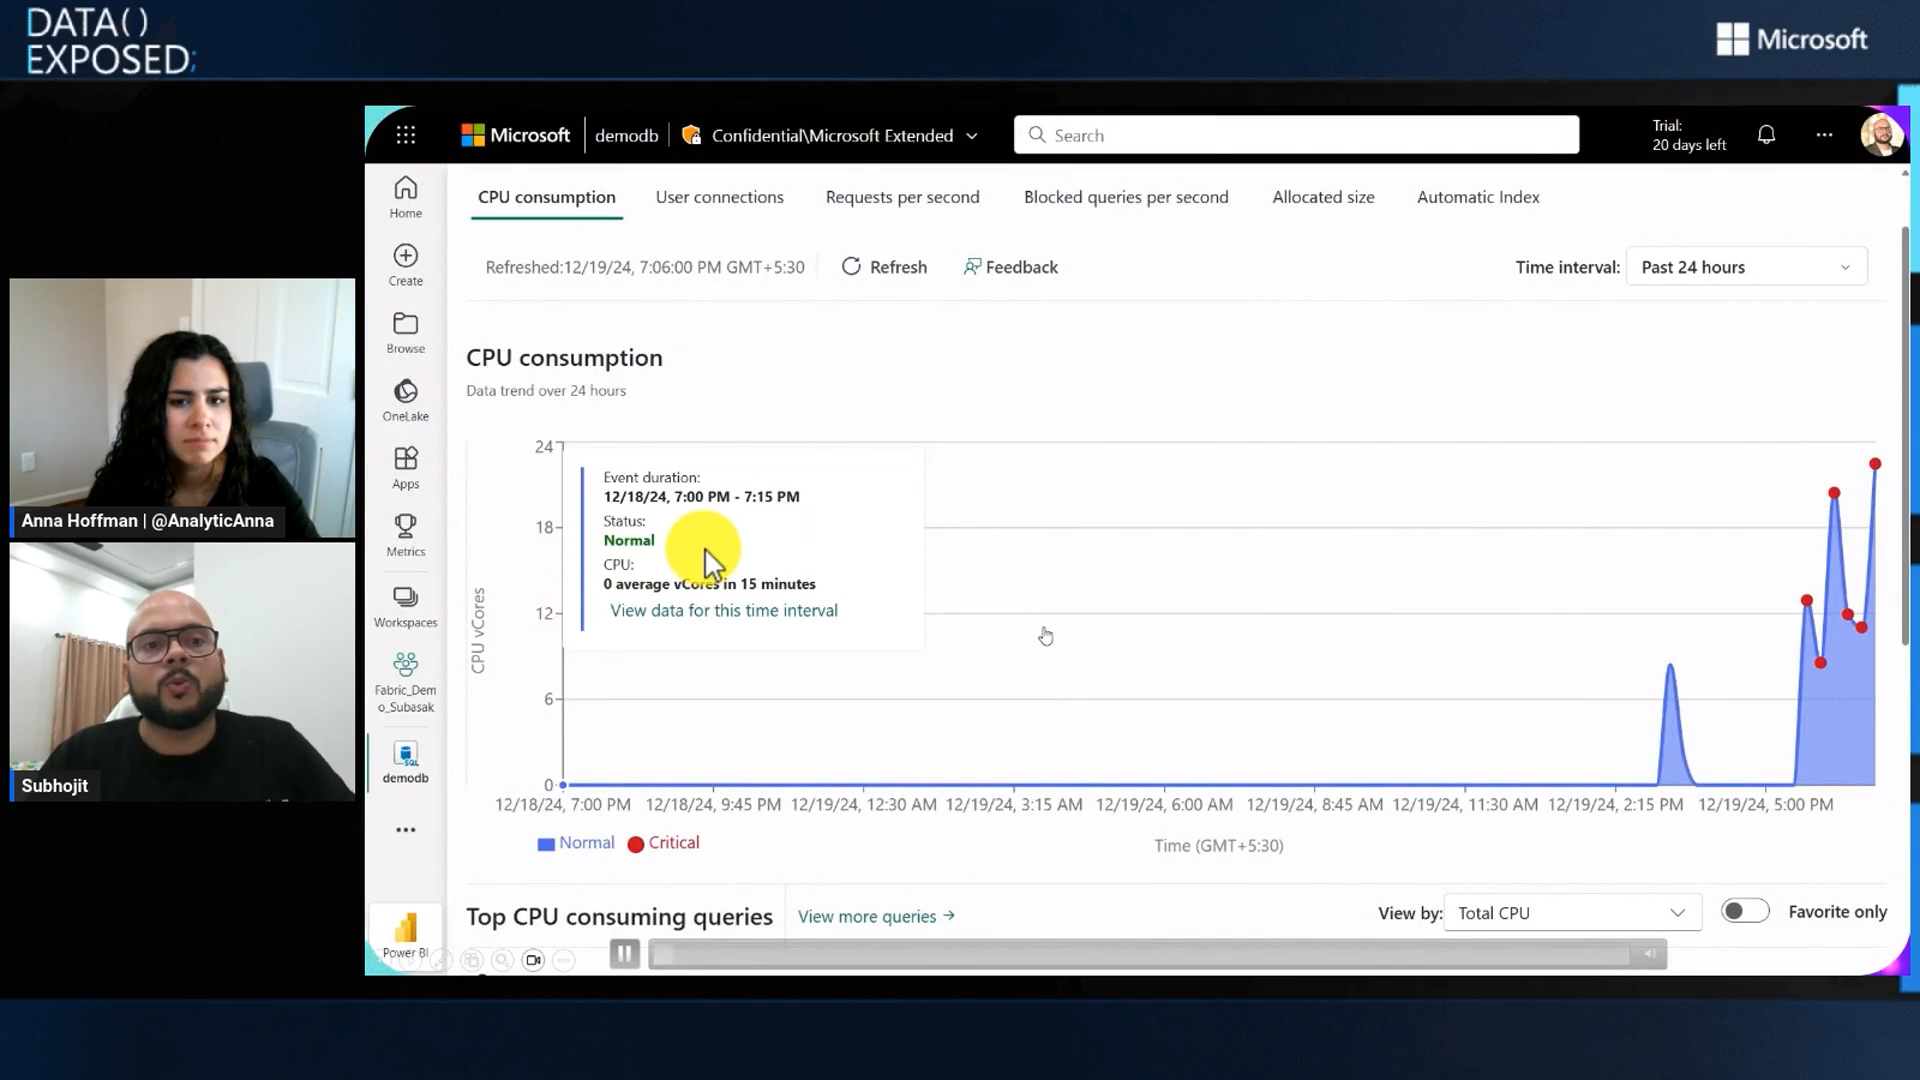 DATA()
EXPOSED;
Microsoft
Microsoft
demodb
Confidential\Microsoft Extended
Search
Trial:
20 days left
Home
Create
Browse
OneLake
Apps
Metrics
Workspaces
Fabric_Dem
o_Subasak
SQL
demodb
Power BI
CPU consumption
User connections
Requests per second
Blocked queries per second
Allocated size
Automatic Index
Refreshed:12/19/24, 7:06:00 PM GMT+5:30
Refresh
Feedback
Time interval:
Past 24 hours
CPU consumption
Data trend over 24 hours
CPU vCores
24
18
12
6
0
Event duration:
12/18/24, 7:00 PM - 7:15 PM
Status:
Normal
CPU:
0 average vCores in 15 minutes
View data for this time interval
12/18/24, 7:00 PM
12/18/24, 9:45 PM
12/19/24, 12:30 AM
12/19/24, 3:15 AM
12/19/24, 6:00 AM
12/19/24, 8:45 AM
12/19/24, 11:30 AM
12/19/24, 2:15 PM
12/19/24, 5:00 PM
Normal
Critical
Time (GMT+5:30)
Top CPU consuming queries
View more queries →
View by:
Total CPU
Favorite only
Anna Hoffman | @AnalyticAnna
Subhojit